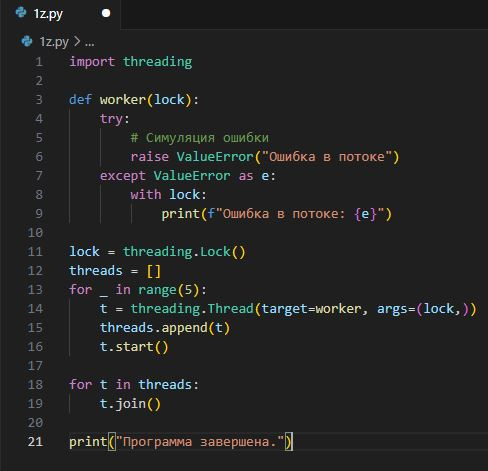 1z.py
1z.py > ...
1 import threading
2
3 def worker(lock):
4     try:
5         # Симуляция ошибки
6         raise ValueError("Ошибка в потоке")
7     except ValueError as e:
8         with lock:
9             print(f"Ошибка в потоке: {e}")
10
11 lock = threading.Lock()
12 threads = []
13 for _ in range(5):
14     t = threading.Thread(target=worker, args=(lock,))
15     threads.append(t)
16     t.start()
17
18 for t in threads:
19     t.join()
20
21 print("Программа завершена.")